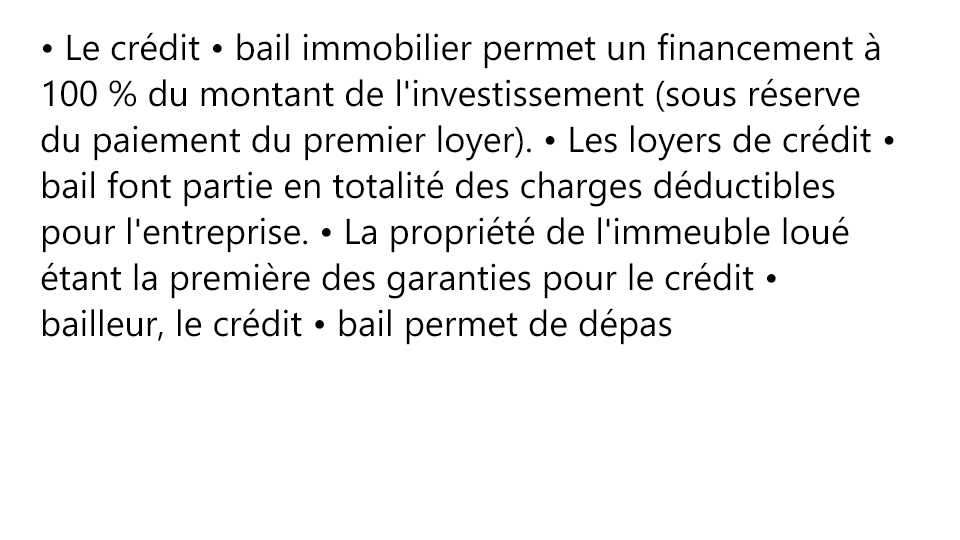 • Le crédit • bail immobilier permet un financement à
100 % du montant de l'investissement (sous réserve
du paiement du premier loyer). • Les loyers de crédit •
bail font partie en totalité des charges déductibles
pour l'entreprise. • La propriété de l'immeuble loué
étant la première des garanties pour le crédit •
bailleur, le crédit • bail permet de dépas